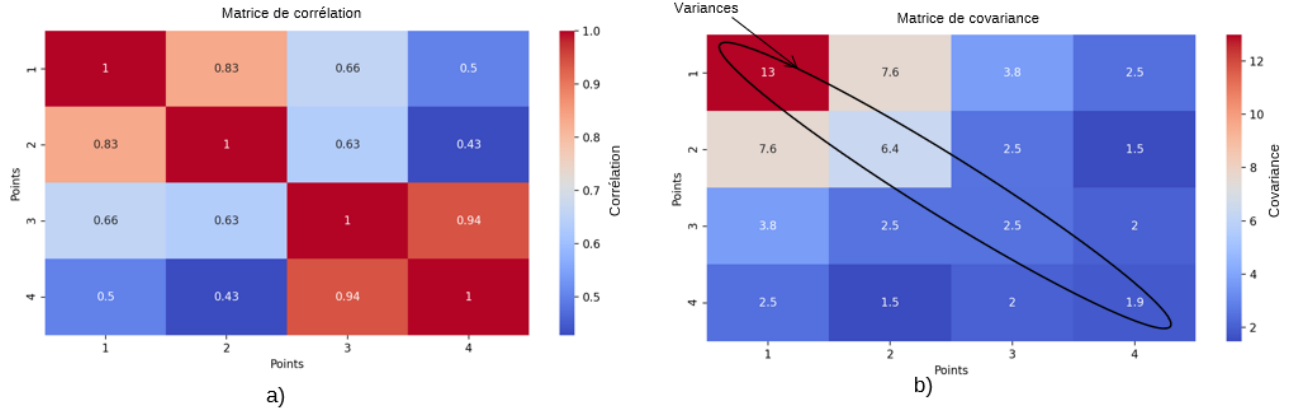 Matrice de corrélation
1 0.83 0.66 0.5
0.83 1 0.63 0.43
0.66 0.63 1 0.94
0.5 0.43 0.94 1
1
2
3
4
Points
1 2 3 4
Points
1.0
0.9
0.8
0.7
0.6
0.5
Corrélation
a)
Variances
Matrice de covariance
13 7.6 3.8 2.5
7.6 6.4 2.5 1.5
3.8 2.5 2.5 2
2.5 1.5 2 1.9
1
2
3
4
Points
1 2 3 4
Points
12
10
8
6
4
2
Covariance
b)